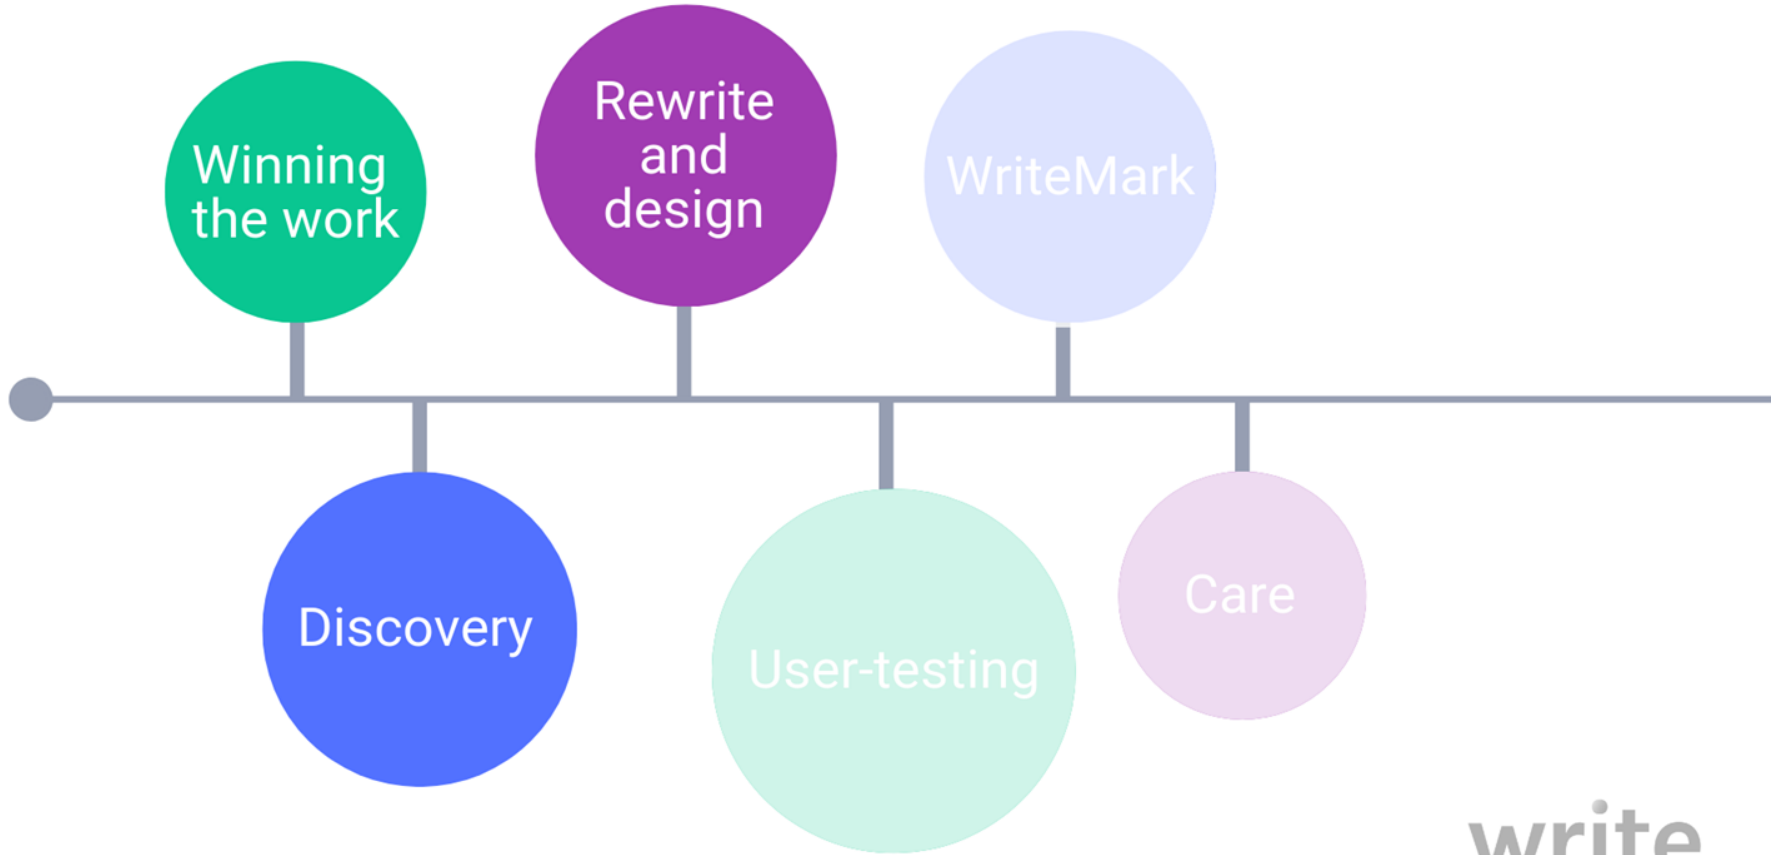 Winning
the work
Discovery
Rewrite
and
design
User-testing
WriteMark
Care
write